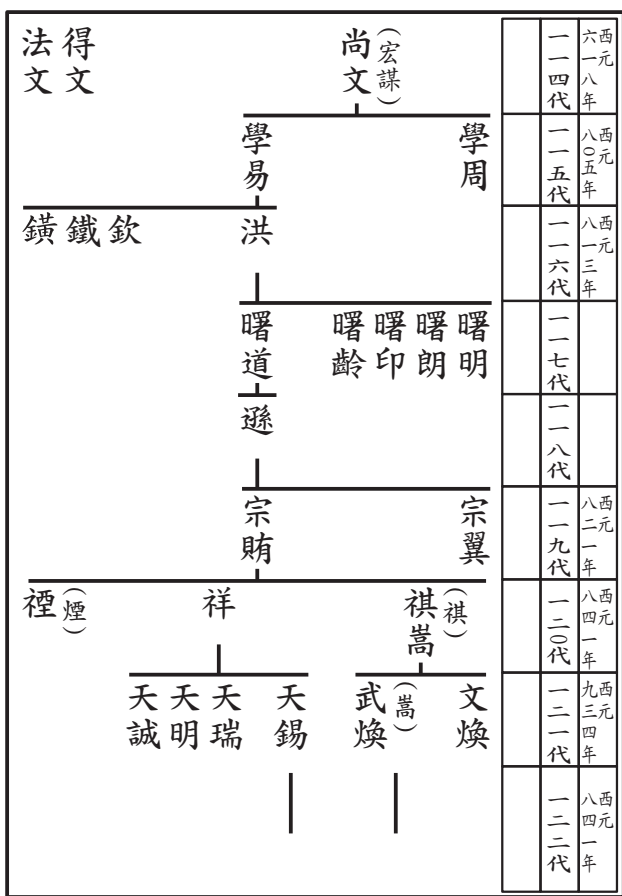 西元六一八年
一一四代
尚文(宏謀)
得文
法文
西元八〇五年
一一五代
學周
學易
西元八一三年
一一六代
洪
欽
鐵
鐄
一一七代
曙明
曙朗
曙印
曙齡
曙道
一一八代
遜
西元八二一年
一一九代
宗翼
宗賄
西元八四一年
一二〇代
(祺)祺嵩
祥
禋(煙)
西元九三四年
一二一代
文煥
(嵩)武煥
天錫
天瑞
天明
天誠
西元八四一年
一二二代